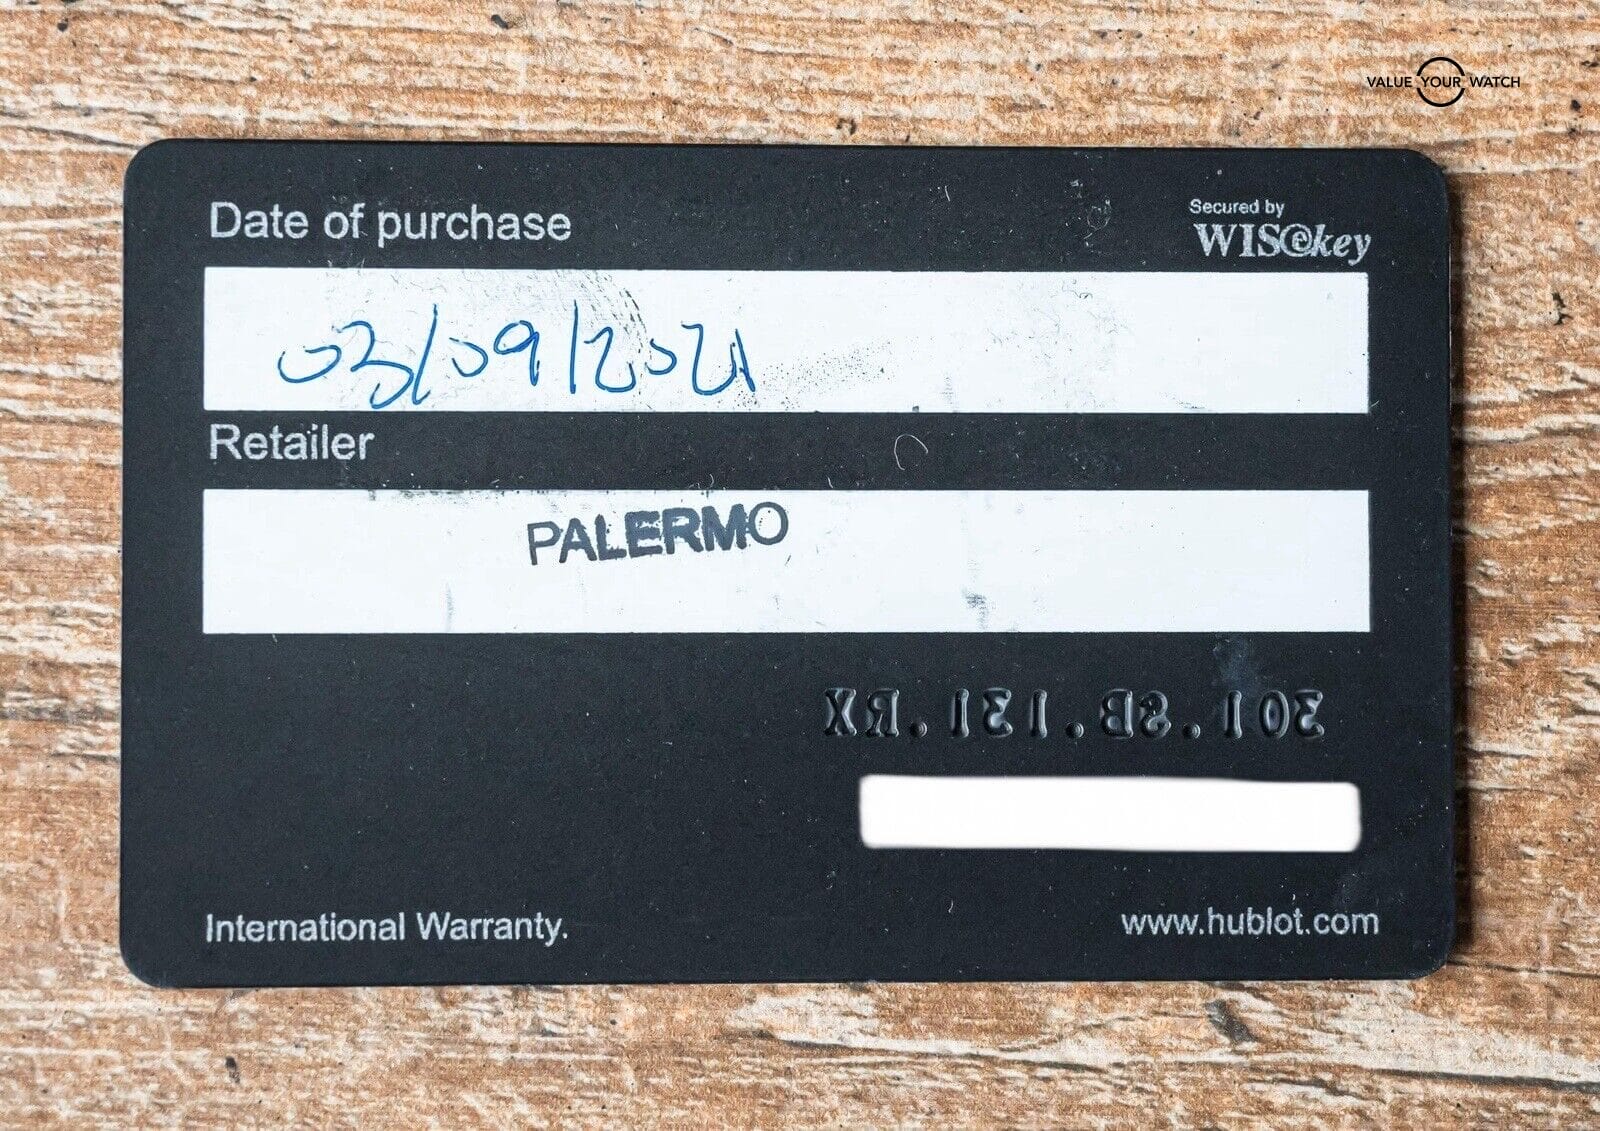 VALUE YOUR WATCH
Date of purchase
Secured by
WISekey
03/09/2021
Retailer
PALERMO
301.SB.131.RX
International Warranty.
www.hublot.com